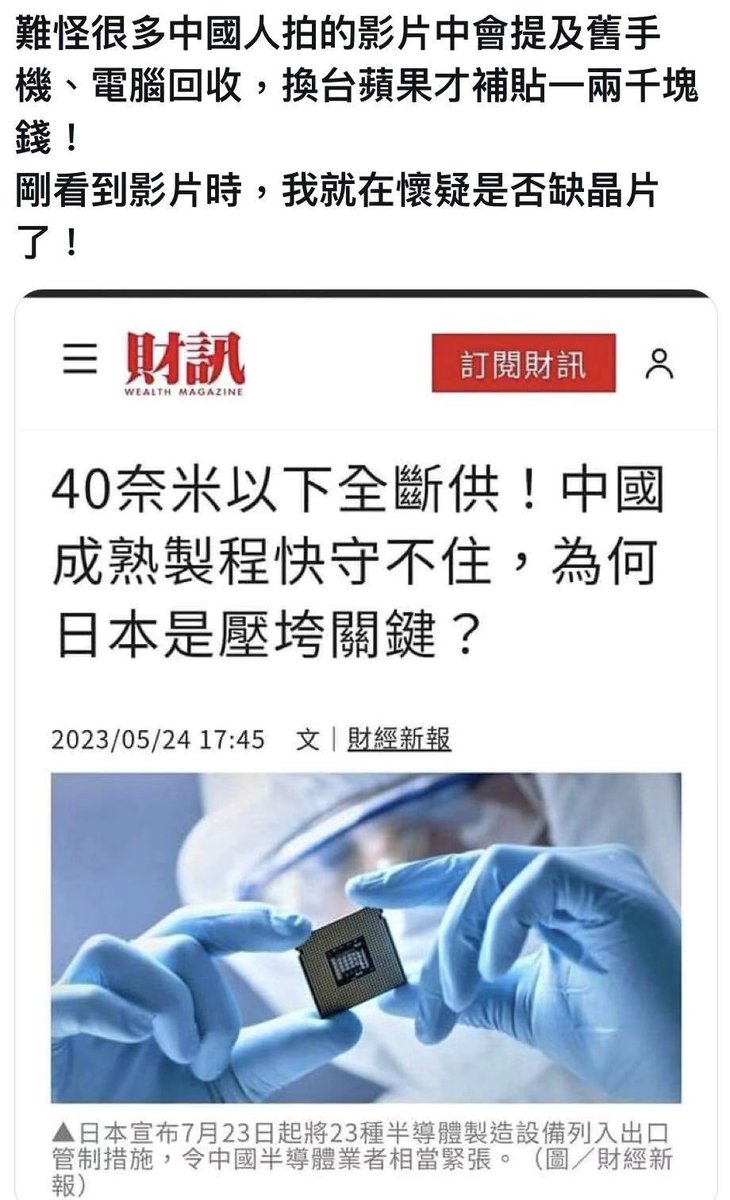 難怪很多中國人拍的影片中會提及舊手
機、電腦回收，換台蘋果才補貼一兩千塊
錢！
剛看到影片時，我就在懷疑是否缺晶片
了！
財訊
WEALTH MAGAZINE
訂閱財訊
40奈米以下全斷供！中國
成熟製程快守不住，為何
日本是壓垮關鍵？
2023/05/24 17:45 文｜財經新報
▲日本宣布7月23日起將23種半導體製造設備列入出口
管制措施，令中國半導體業者相當緊張。（圖／財經新
報）